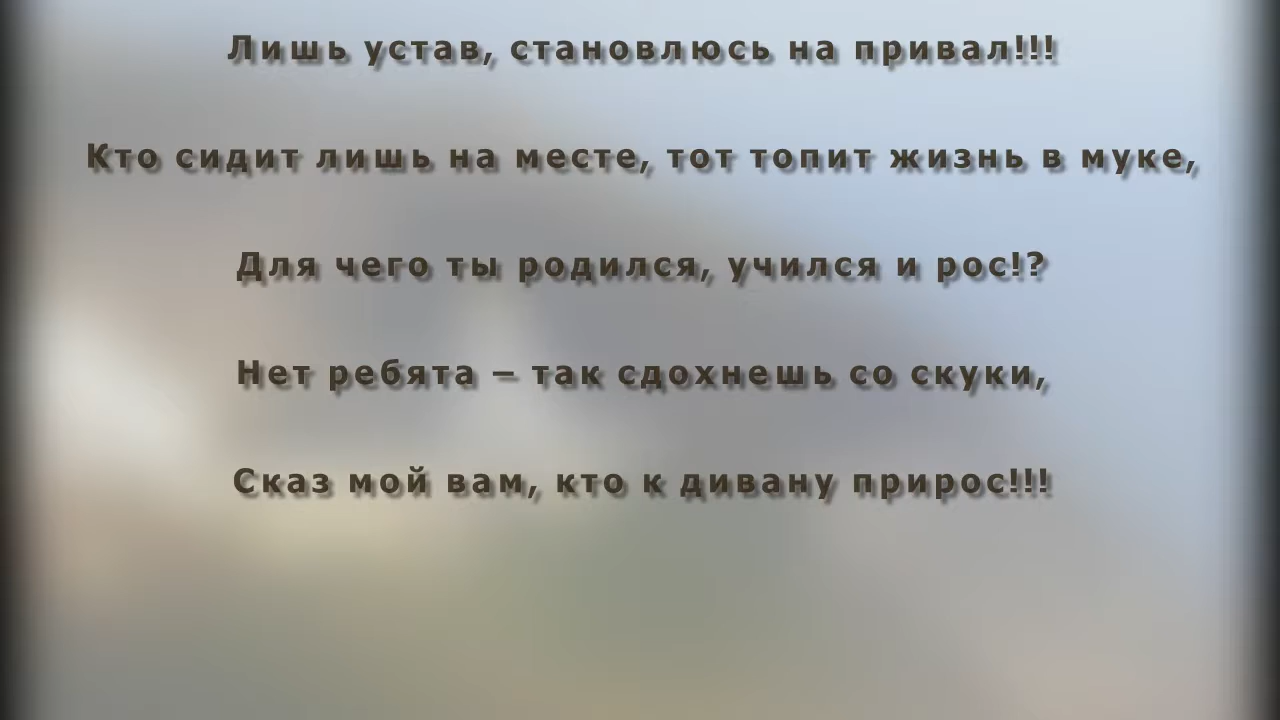 Лишь устав, становлюсь на привал!!!
Кто сидит лишь на месте, тот топит жизнь в муке,
Для чего ты родился, учился и рос!?
Нет ребята – так сдохнешь со скуки,
Сказ мой вам, кто к дивану прирос!!!